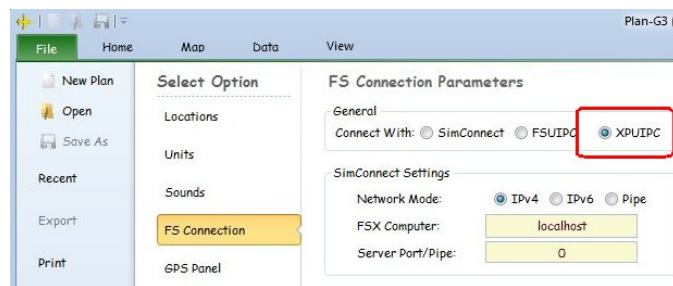 Plan-G3
File Home Map Data View
New Plan
Open
Save As
Recent
Export
Print
Select Option
Locations
Units
Sounds
FS Connection
GPS Panel
FS Connection Parameters
General
Connect With: SimConnect FSUIPC XPUIPC
SimConnect Settings
Network Mode: IPv4 IPv6 Pipe
FSX Computer: localhost
Server Port/Pipe: 0